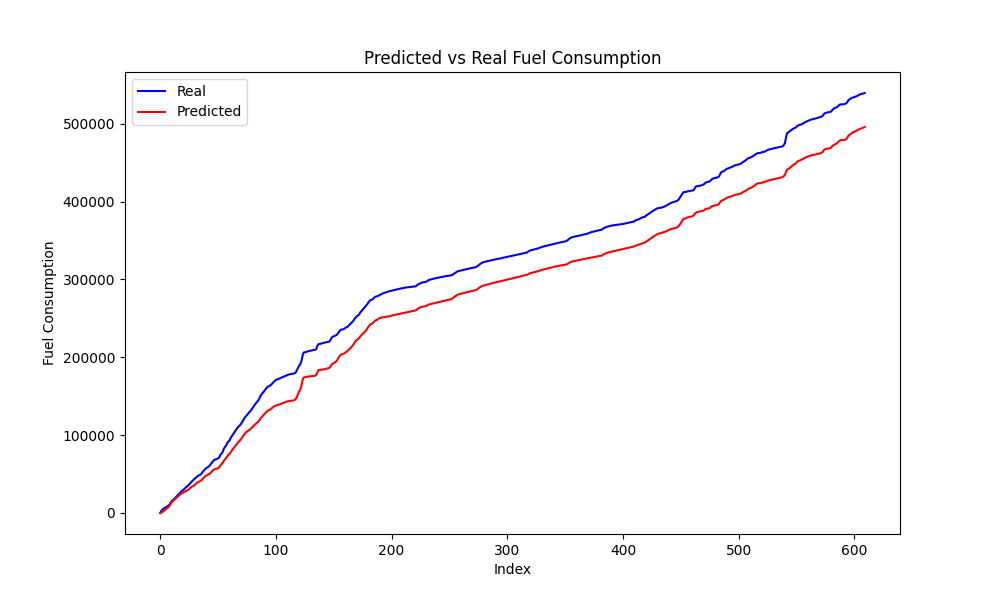 Predicted vs Real Fuel Consumption
Real
Predicted
Fuel Consumption
500000
400000
300000
200000
100000
0
0 100 200 300 400 500 600
Index